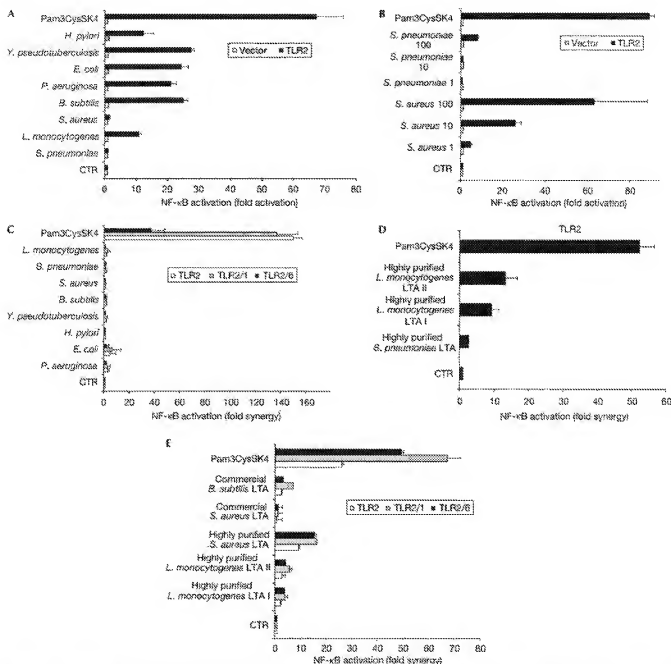 A
Pam3CysSK4
H. pylori
Y. pseudotuberculosis
E. coli
P. aeruginosa
B. subtilis
S. aureus
L. monocytogenes
S. pneumoniae
CTR
Vector TLR2
0 20 40 60 80
NF-κB activation (fold activation)
B
Pam3CysSK4
S. pneumoniae
100
S. pneumoniae
10
S. pneumoniae 1
S. aureus 100
S. aureus 10
S. aureus 1
CTR
Vector TLR2
0 20 40 60 80
NF-κB activation (fold activation)
C
Pam3CysSK4
L. monocytogenes
S. pneumoniae
S. aureus
B. subtilis
Y. pseudotuberculosis
H. pylori
E. coli
P. aeruginosa
CTR
TLR2 TLR2/1 TLR2/6
0 20 40 60 80 100 120 140 160
NF-κB activation (fold synergy)
D
TLR2
Pam3CysSK4
Highly purified
L. monocytogenes
LTA II
Highly purified
L. monocytogenes
LTA I
Highly purified
S. pneumoniae LTA
CTR
0 10 20 30 40 50 60
NF-κB activation (fold synergy)
E
Pam3CysSK4
Commercial
B. subtilis LTA
Commercial
S. aureus LTA
Highly purified
S. aureus LTA
Highly purified
L. monocytogenes LTA II
Highly purified
L. monocytogenes LTA I
CTR
TLR2 TLR2/1 TLR2/6
0 10 20 30 40 50 60 70 80
NF-κB activation (fold synergy)